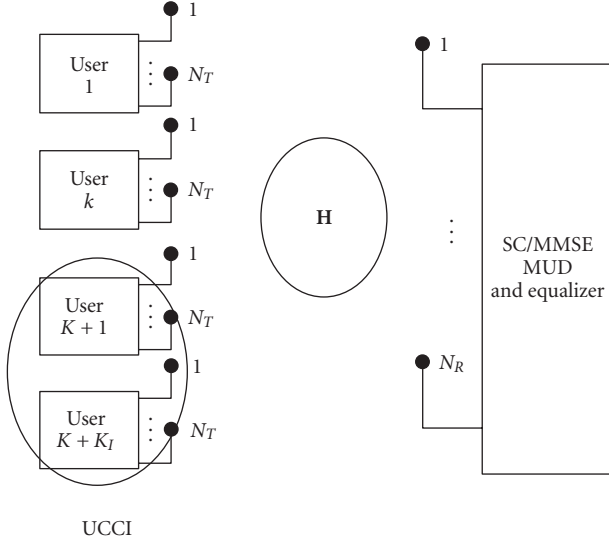 1
User
1
⋮
N_T
1
User
k
⋮
N_T
1
User
K + 1
⋮
N_T
1
User
K + K_I
⋮
N_T
UCCI
H
1
⋮
N_R
SC/MMSE
MUD
and equalizer